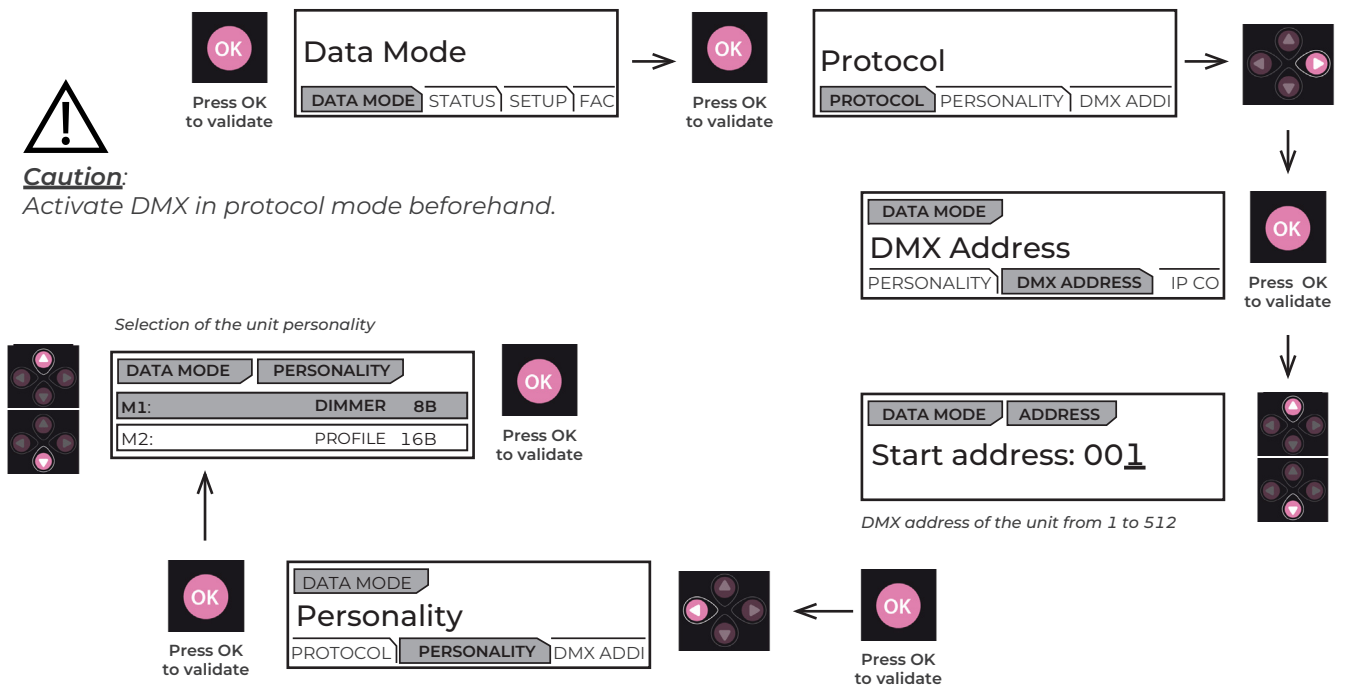 OK
Press OK
to validate
Data Mode
DATA MODE STATUS SETUP FAC
OK
Press OK
to validate
Protocol
PROTOCOL PERSONALITY DMX ADDI
Caution:
Activate DMX in protocol mode beforehand.
DATA MODE
DMX Address
PERSONALITY DMX ADDRESS IP CO
OK
Press OK
to validate
DATA MODE ADDRESS
Start address: 001
DMX address of the unit from 1 to 512
OK
Press OK
to validate
DATA MODE
Personality
PROTOCOL PERSONALITY DMX ADDI
OK
Press OK
to validate
Selection of the unit personality
DATA MODE PERSONALITY
M1: DIMMER 8B
M2: PROFILE 16B
OK
Press OK
to validate